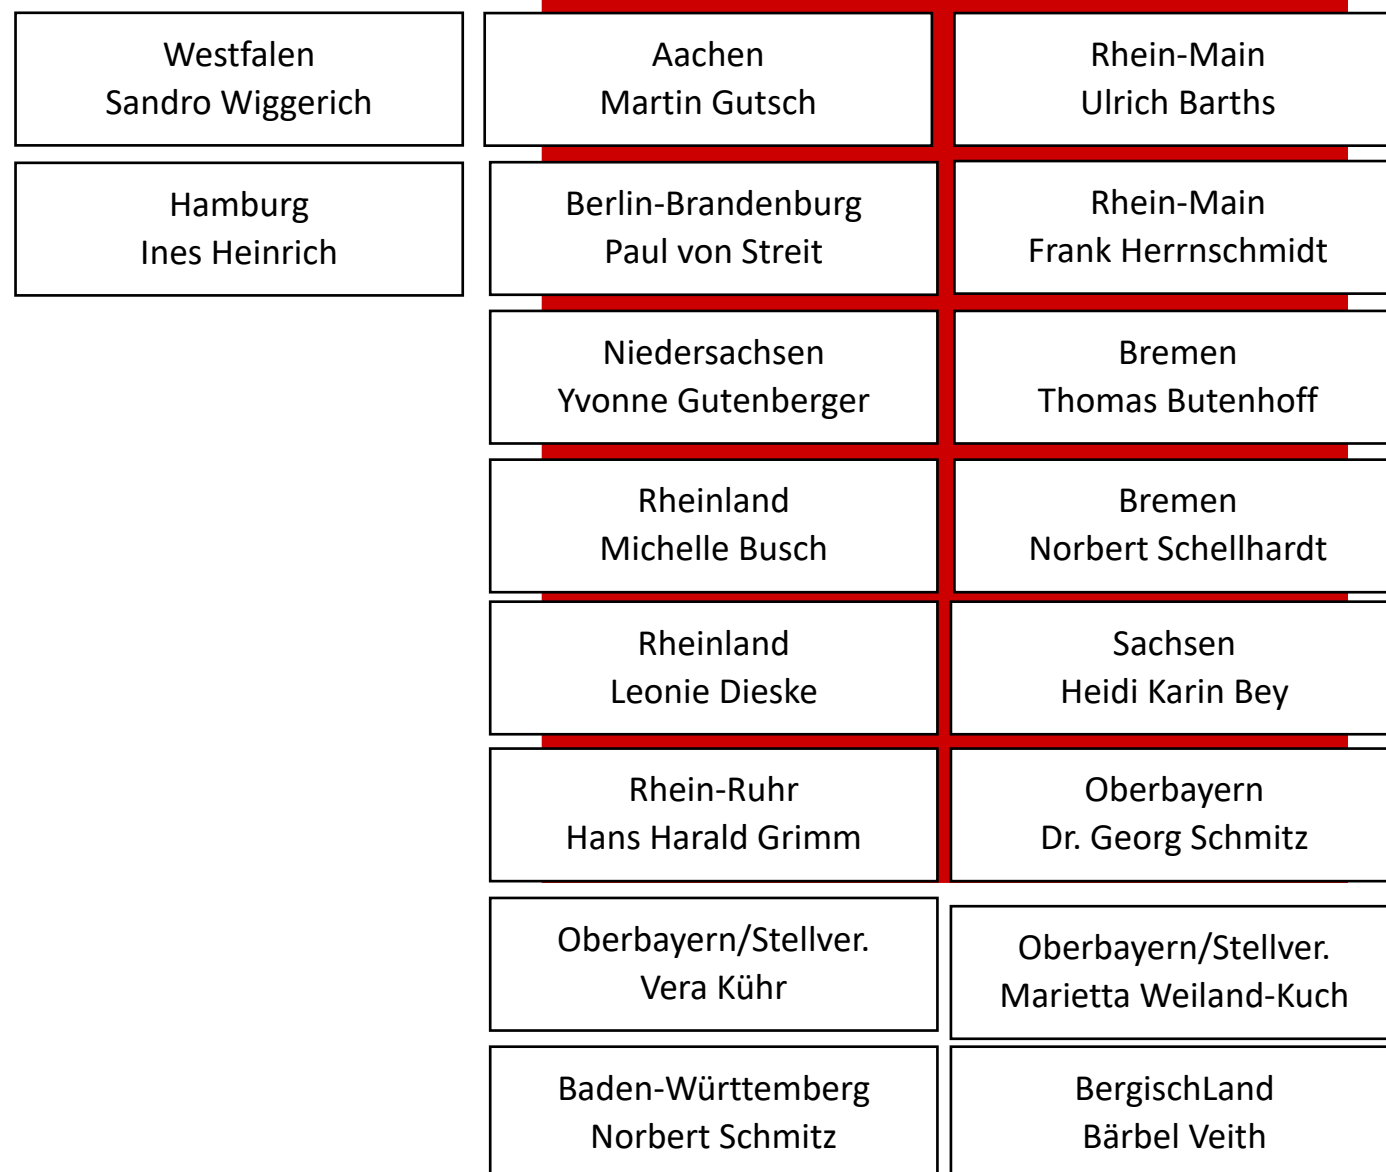 Westfalen
Sandro Wiggerich
Aachen
Martin Gutsch
Rhein-Main
Ulrich Barths
Hamburg
Ines Heinrich
Berlin-Brandenburg
Paul von Streit
Rhein-Main
Frank Herrnschmidt
Niedersachsen
Yvonne Gutenberger
Bremen
Thomas Butenhoff
Rheinland
Michelle Busch
Bremen
Norbert Schellhardt
Rheinland
Leonie Dieske
Sachsen
Heidi Karin Bey
Rhein-Ruhr
Hans Harald Grimm
Oberbayern
Dr. Georg Schmitz
Oberbayern/Stellver.
Vera Kühr
Oberbayern/Stellver.
Marietta Weiland-Kuch
Baden-Württemberg
Norbert Schmitz
BergischLand
Bärbel Veith